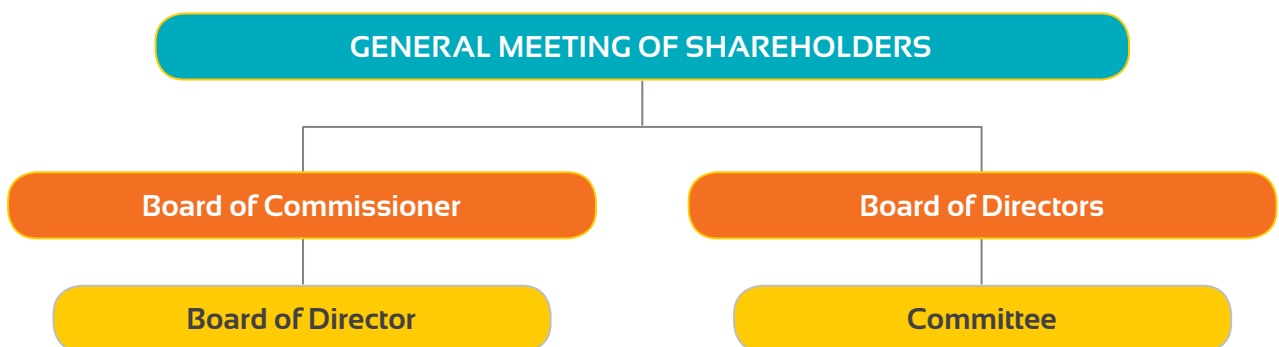 GENERAL MEETING OF SHAREHOLDERS
Board of Commissioner
Board of Directors
Board of Director
Committee